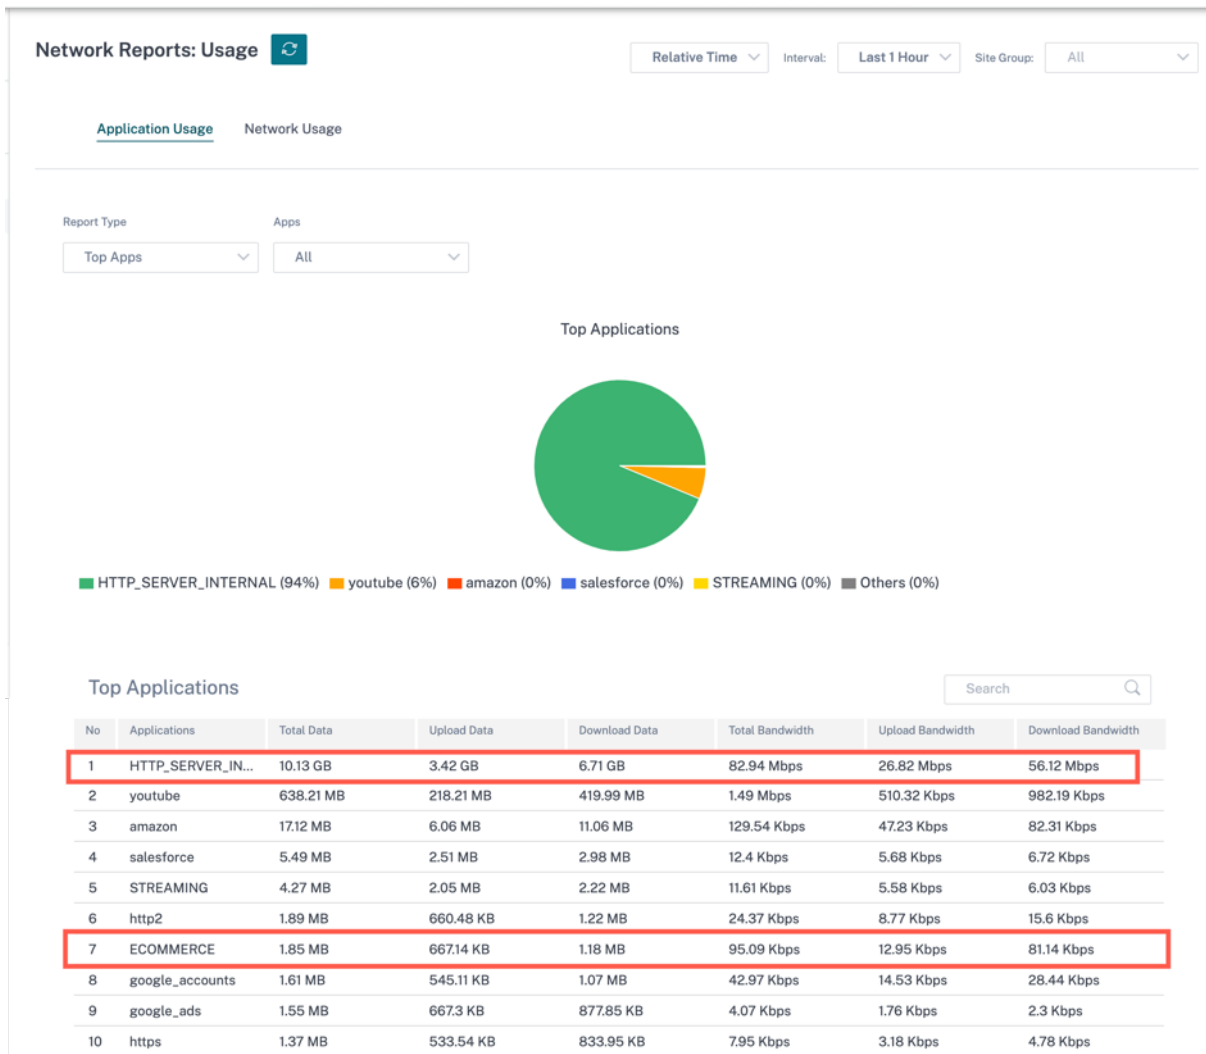 Network Reports: Usage
Relative Time Interval: Last 1 Hour Site Group: All
Application Usage Network Usage
Report Type Apps
Top Apps All
Top Applications
HTTP_SERVER_INTERNAL (94%) youtube (6%) amazon (0%) salesforce (0%) STREAMING (0%) Others (0%)
Top Applications Search
No Applications Total Data Upload Data Download Data Total Bandwidth Upload Bandwidth Download Bandwidth
1 HTTP_SERVER_IN... 10.13 GB 3.42 GB 6.71 GB 82.94 Mbps 26.82 Mbps 56.12 Mbps
2 youtube 638.21 MB 218.21 MB 419.99 MB 1.49 Mbps 510.32 Kbps 982.19 Kbps
3 amazon 17.12 MB 6.06 MB 11.06 MB 129.54 Kbps 47.23 Kbps 82.31 Kbps
4 salesforce 5.49 MB 2.51 MB 2.98 MB 12.4 Kbps 5.68 Kbps 6.72 Kbps
5 STREAMING 4.27 MB 2.05 MB 2.22 MB 11.61 Kbps 5.58 Kbps 6.03 Kbps
6 http2 1.89 MB 660.48 KB 1.22 MB 24.37 Kbps 8.77 Kbps 15.6 Kbps
7 ECOMMERCE 1.85 MB 667.14 KB 1.18 MB 95.09 Kbps 12.95 Kbps 81.14 Kbps
8 google_accounts 1.61 MB 545.11 KB 1.07 MB 42.97 Kbps 14.53 Kbps 28.44 Kbps
9 google_ads 1.55 MB 667.3 KB 877.85 KB 4.07 Kbps 1.76 Kbps 2.3 Kbps
10 https 1.37 MB 533.54 KB 833.95 KB 7.95 Kbps 3.18 Kbps 4.78 Kbps